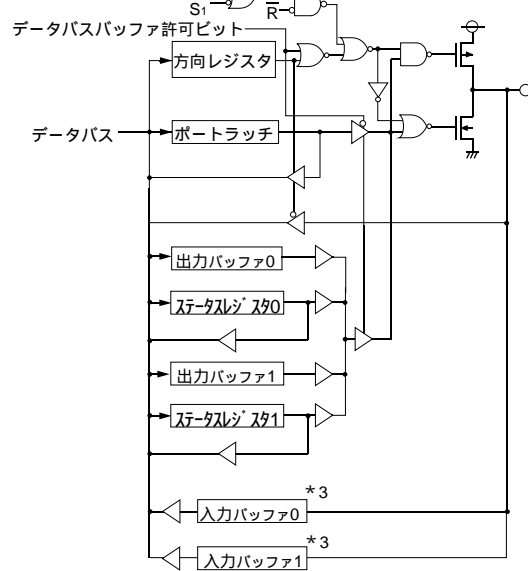 S1
R
データバスバッファ許可ビット
方向レジスタ
データバス
ポートラッチ
出力バッファ0
ステータスレジスタ0
出力バッファ1
ステータスレジスタ1
*3
入力バッファ0
*3
入力バッファ1